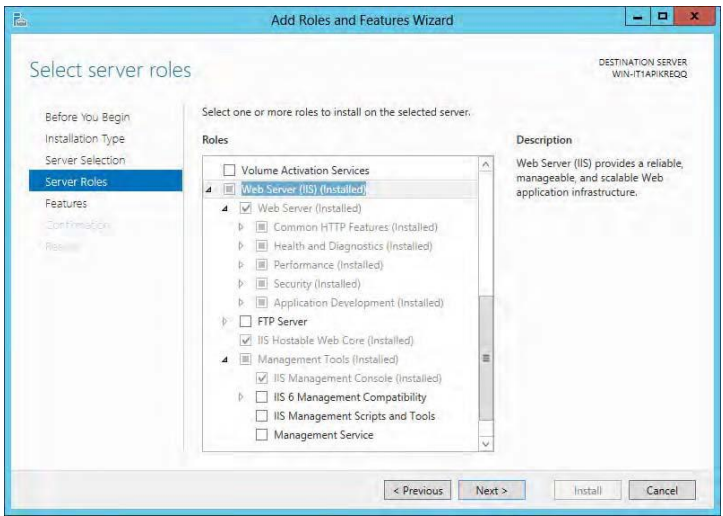 Add Roles and Features Wizard
Select server roles
DESTINATION SERVER
WIN-IT1APIKREQQ
Before You Begin
Installation Type
Server Selection
Server Roles
Features
Confirmation
Results
Select one or more roles to install on the selected server.
Roles
Volume Activation Services
Web Server (IIS) (Installed)
Web Server (Installed)
Common HTTP Features (Installed)
Health and Diagnostics (Installed)
Performance (Installed)
Security (Installed)
Application Development (Installed)
FTP Server
IIS Hostable Web Core (Installed)
Management Tools (Installed)
IIS Management Console (Installed)
IIS 6 Management Compatibility
IIS Management Scripts and Tools
Management Service
Description
Web Server (IIS) provides a reliable,
manageable, and scalable Web
application infrastructure.
< Previous
Next >
Install
Cancel